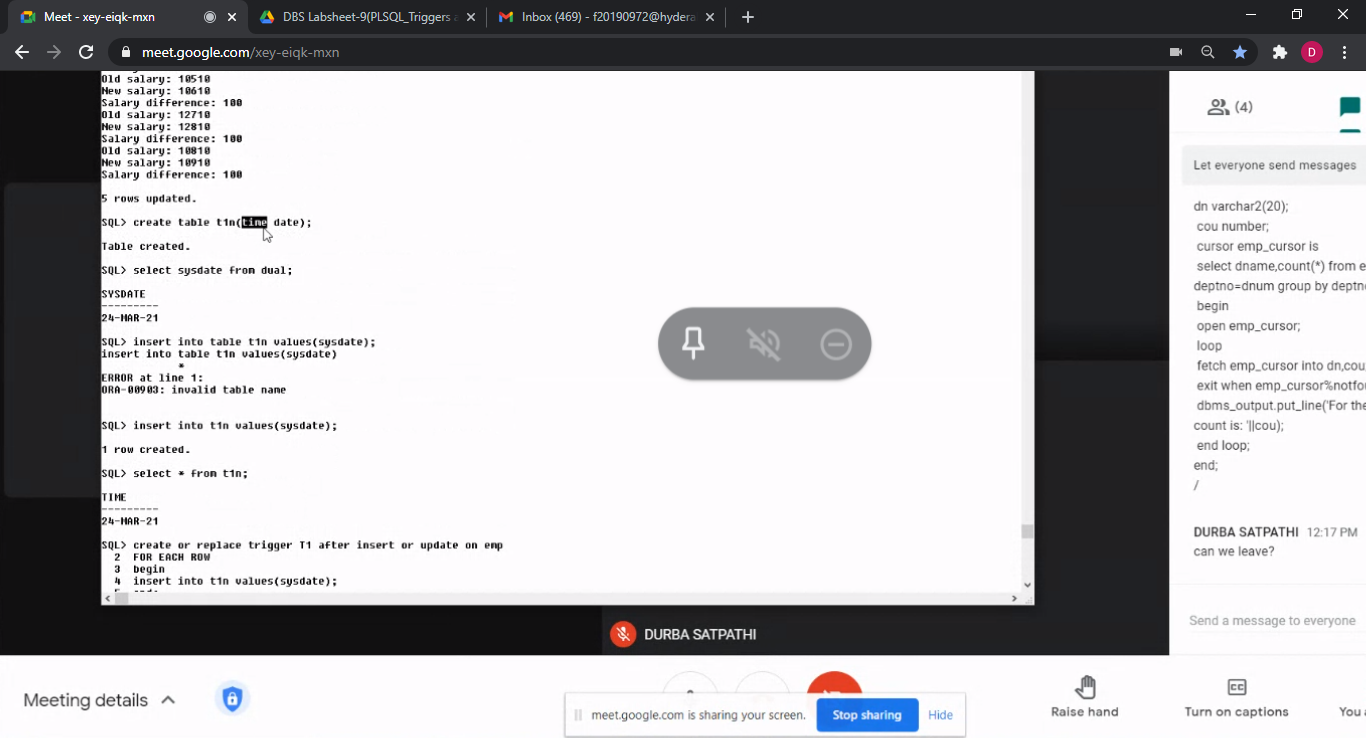 Meet - xey-eiqk-mxn
DBS Labsheet-9(PLSQL_Triggers a
Inbox (469) - f20190972@hydera
meet.google.com/xey-eiqk-mxn
D
Old salary: 10510
New salary: 10610
Salary difference: 100
Old salary: 12710
New salary: 12810
Salary difference: 100
Old salary: 10810
New salary: 10910
Salary difference: 100
5 rows updated.
SQL> create table t1n(time date);
Table created.
SQL> select sysdate from dual;
SYSDATE
---------
24-MAR-21
SQL> insert into table t1n values(sysdate);
insert into table t1n values(sysdate)
*
ERROR at line 1:
ORA-00903: invalid table name
SQL> insert into t1n values(sysdate);
1 row created.
SQL> select * from t1n;
TIME
---------
24-MAR-21
SQL> create or replace trigger T1 after insert or update on emp
2 FOR EACH ROW
3 begin
4 insert into t1n values(sysdate);
(4)
Let everyone send messages
dn varchar2(20);
cou number;
cursor emp_cursor is
select dname,count(*) from e
deptno=dnum group by deptn
begin
open emp_cursor;
loop
fetch emp_cursor into dn,cou
exit when emp_cursor%notfo
dbms_output.put_line('For the
count is: '||cou);
end loop;
end;
/
DURBA SATPATHI 12:17 PM
can we leave?
Send a message to everyone
DURBA SATPATHI
Meeting details
meet.google.com is sharing your screen.
Stop sharing
Hide
Raise hand
Turn on captions
You